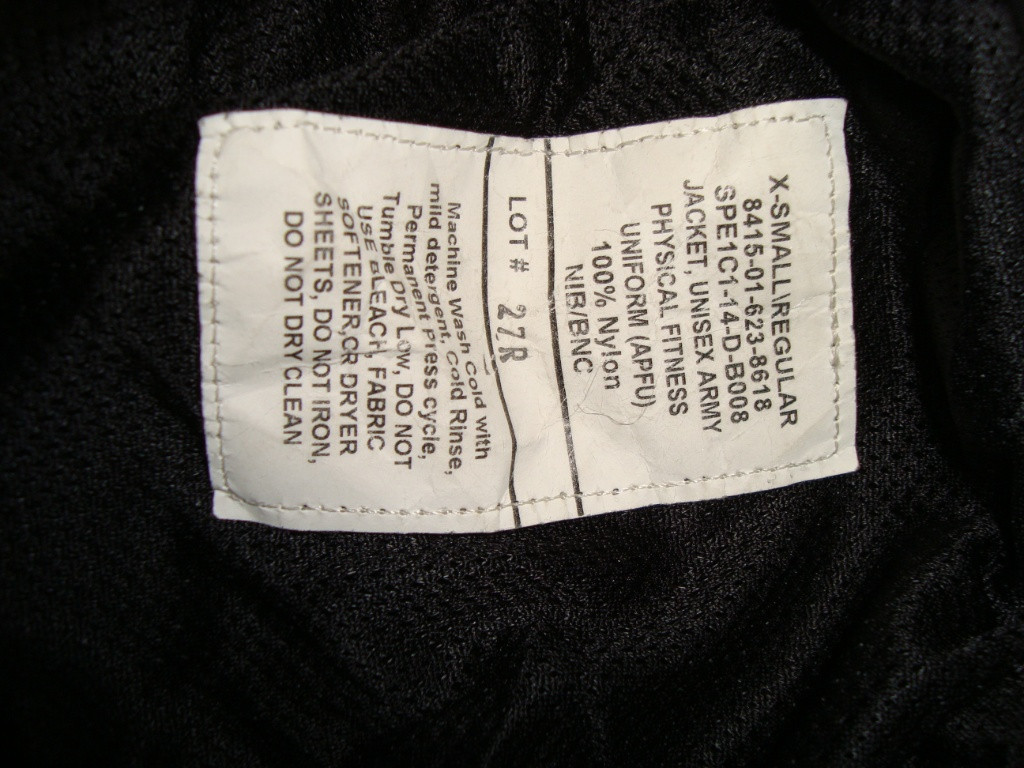 X-SMALL\REGULAR
8415-01-623-8618
SPE1C1-14-D-B008
JACKET, UNISEX ARMY
PHYSICAL FITNESS
UNIFORM (APFU)
100% Nylon
NIB/BNC
LOT # 27R
Machine Wash Cold with
mild detergent, Cold Rinse,
Permanent Press cycle,
Tumble Dry Low, DO NOT
USE BLEACH, FABRIC
SOFTENER,OR DRYER
SHEETS, DO NOT IRON,
DO NOT DRY CLEAN